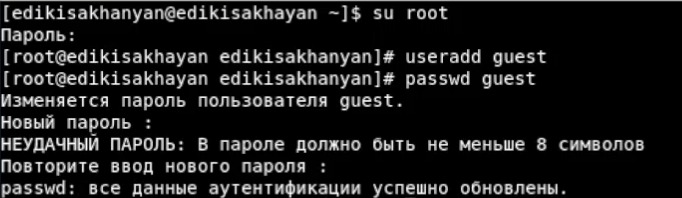 [edikisakhanyan@edikisakhayan ~]$ su root
Пароль:
[root@edikisakhayan edikisakhanyan]# useradd guest
[root@edikisakhayan edikisakhanyan]# passwd guest
Изменяется пароль пользователя guest.
Новый пароль :
НЕУДАЧНЫЙ ПАРОЛЬ: В пароле должно быть не меньше 8 символов
Повторите ввод нового пароля :
passwd: все данные аутентификации успешно обновлены.